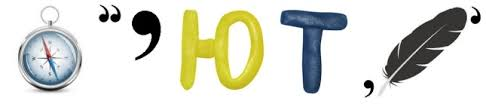 ” , ЮТ , ’